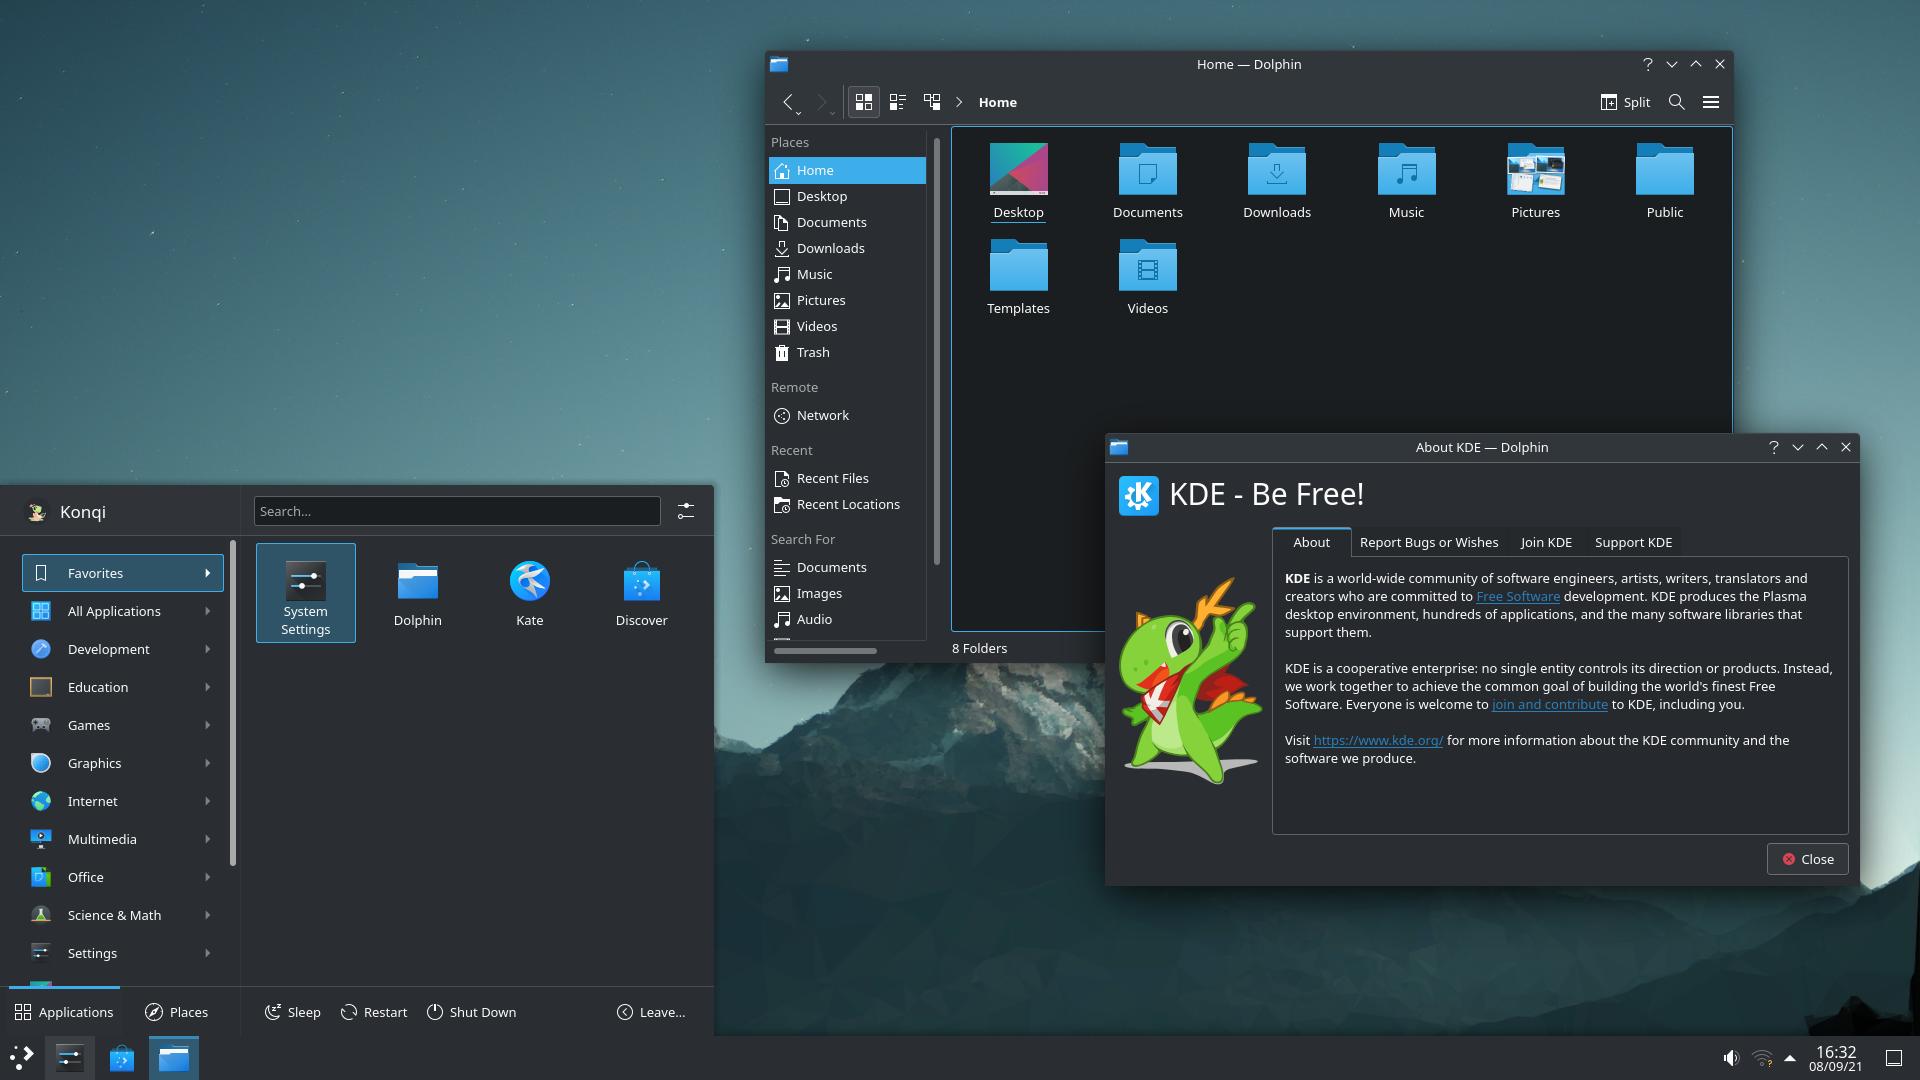 Home — Dolphin
Home
Split
Places
Home
Desktop
Documents
Downloads
Music
Pictures
Videos
Trash
Remote
Network
Recent
Recent Files
Recent Locations
Search For
Documents
Images
Audio
Desktop
Documents
Downloads
Music
Pictures
Public
Templates
Videos
8 Folders
About KDE — Dolphin
KDE - Be Free!
About
Report Bugs or Wishes
Join KDE
Support KDE
KDE is a world-wide community of software engineers, artists, writers, translators and
creators who are committed to Free Software development. KDE produces the Plasma
desktop environment, hundreds of applications, and the many software libraries that
support them.
KDE is a cooperative enterprise: no single entity controls its direction or products. Instead,
we work together to achieve the common goal of building the world's finest Free
Software. Everyone is welcome to join and contribute to KDE, including you.
Visit https://www.kde.org/ for more information about the KDE community and the
software we produce.
Close
Konqi
Search...
Favorites
All Applications
Development
Education
Games
Graphics
Internet
Multimedia
Office
Science & Math
Settings
System
Settings
Dolphin
Kate
Discover
Applications
Places
Sleep
Restart
Shut Down
Leave...
16:32
08/09/21